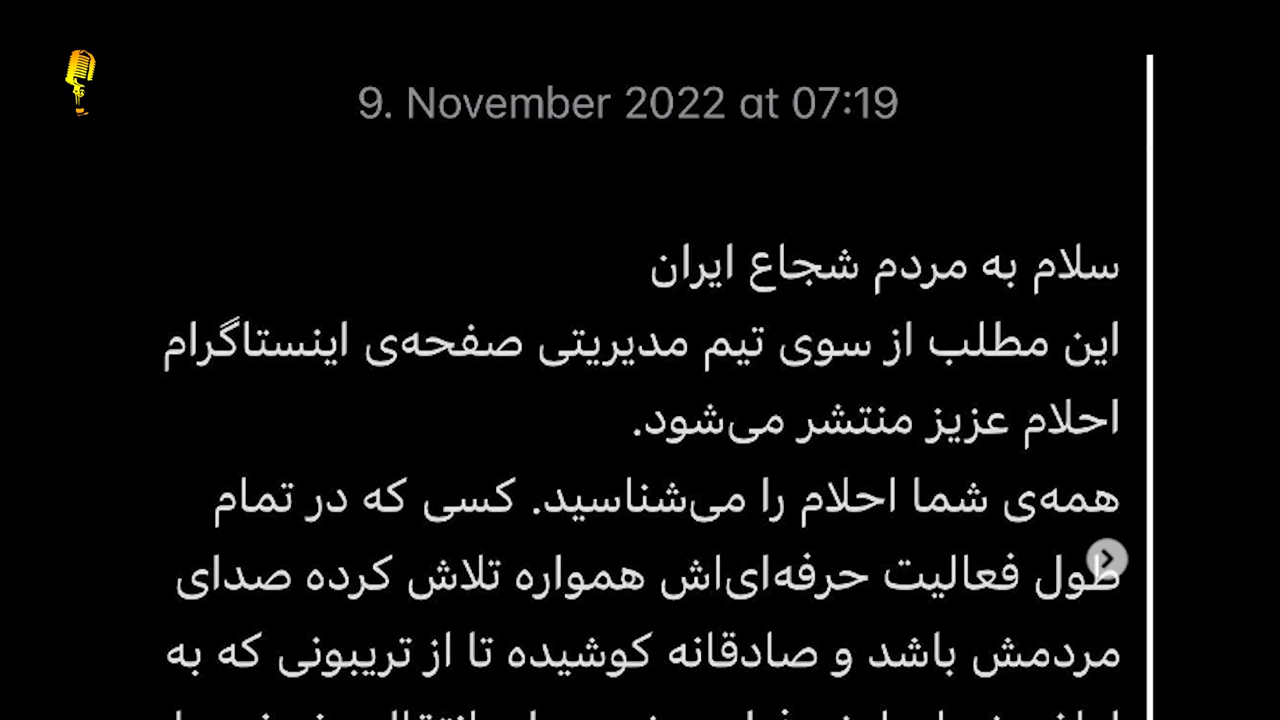 9. November 2022 at 07:19
سلام به مردم شجاع ایران
این مطلب از سوی تیم مدیریتی صفحه‌ی اینستاگرام
احلام عزیز منتشر می‌شود.
همه‌ی شما احلام را می‌شناسید. کسی که در تمام
طول فعالیت حرفه‌ای‌اش همواره تلاش کرده صدای
مردمش باشد و صادقانه کوشیده تا از تریبونی که به